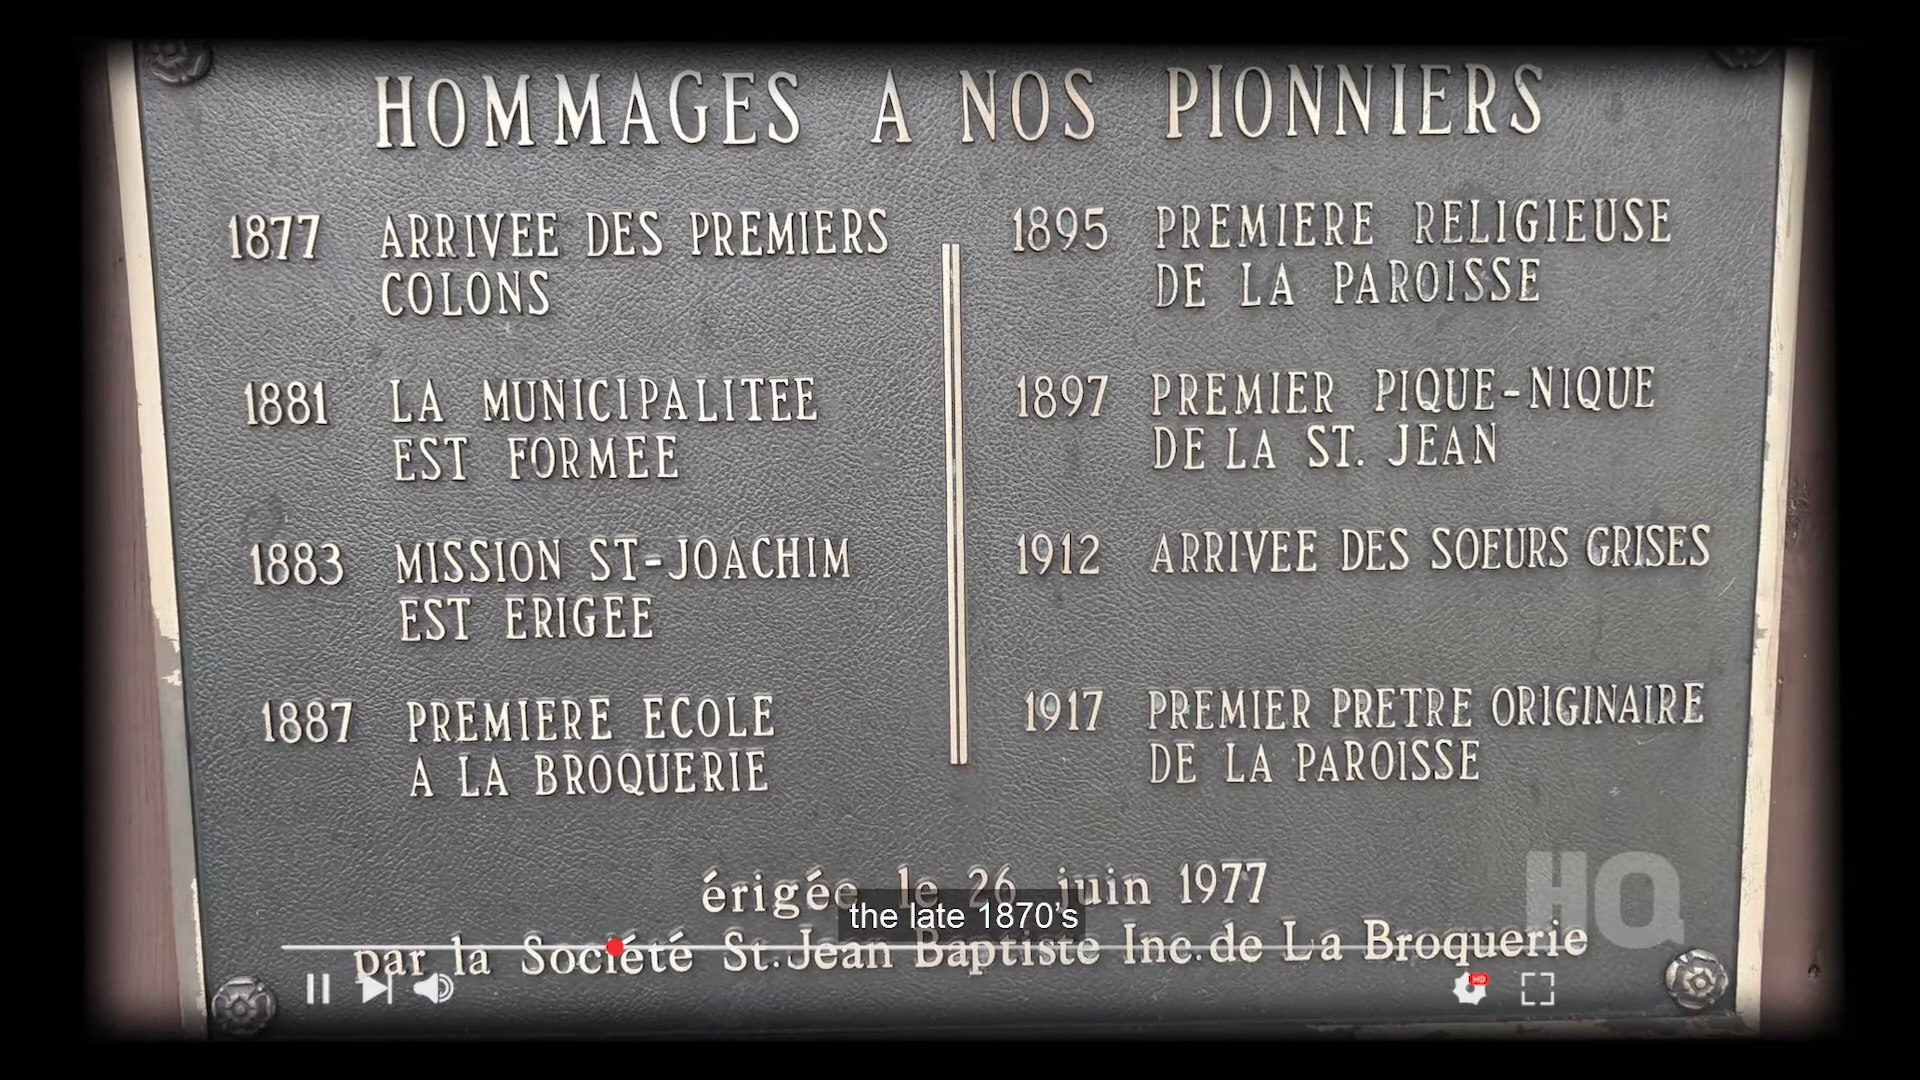 HOMMAGES A NOS PIONNIERS
1877 ARRIVEE DES PREMIERS
COLONS
1881 LA MUNICIPALITEE
EST FORMEE
1883 MISSION ST-JOACHIM
EST ERIGEE
1887 PREMIERE ECOLE
A LA BROQUERIE
1895 PREMIERE RELIGIEUSE
DE LA PAROISSE
1897 PREMIER PIQUE-NIQUE
DE LA ST. JEAN
1912 ARRIVEE DES SOEURS GRISES
1917 PREMIER PRETRE ORIGINAIRE
DE LA PAROISSE
érigée le 26 juin 1977
par la Société St. Jean Baptiste Inc. de La Broquerie
the late 1870's
HQ
HD